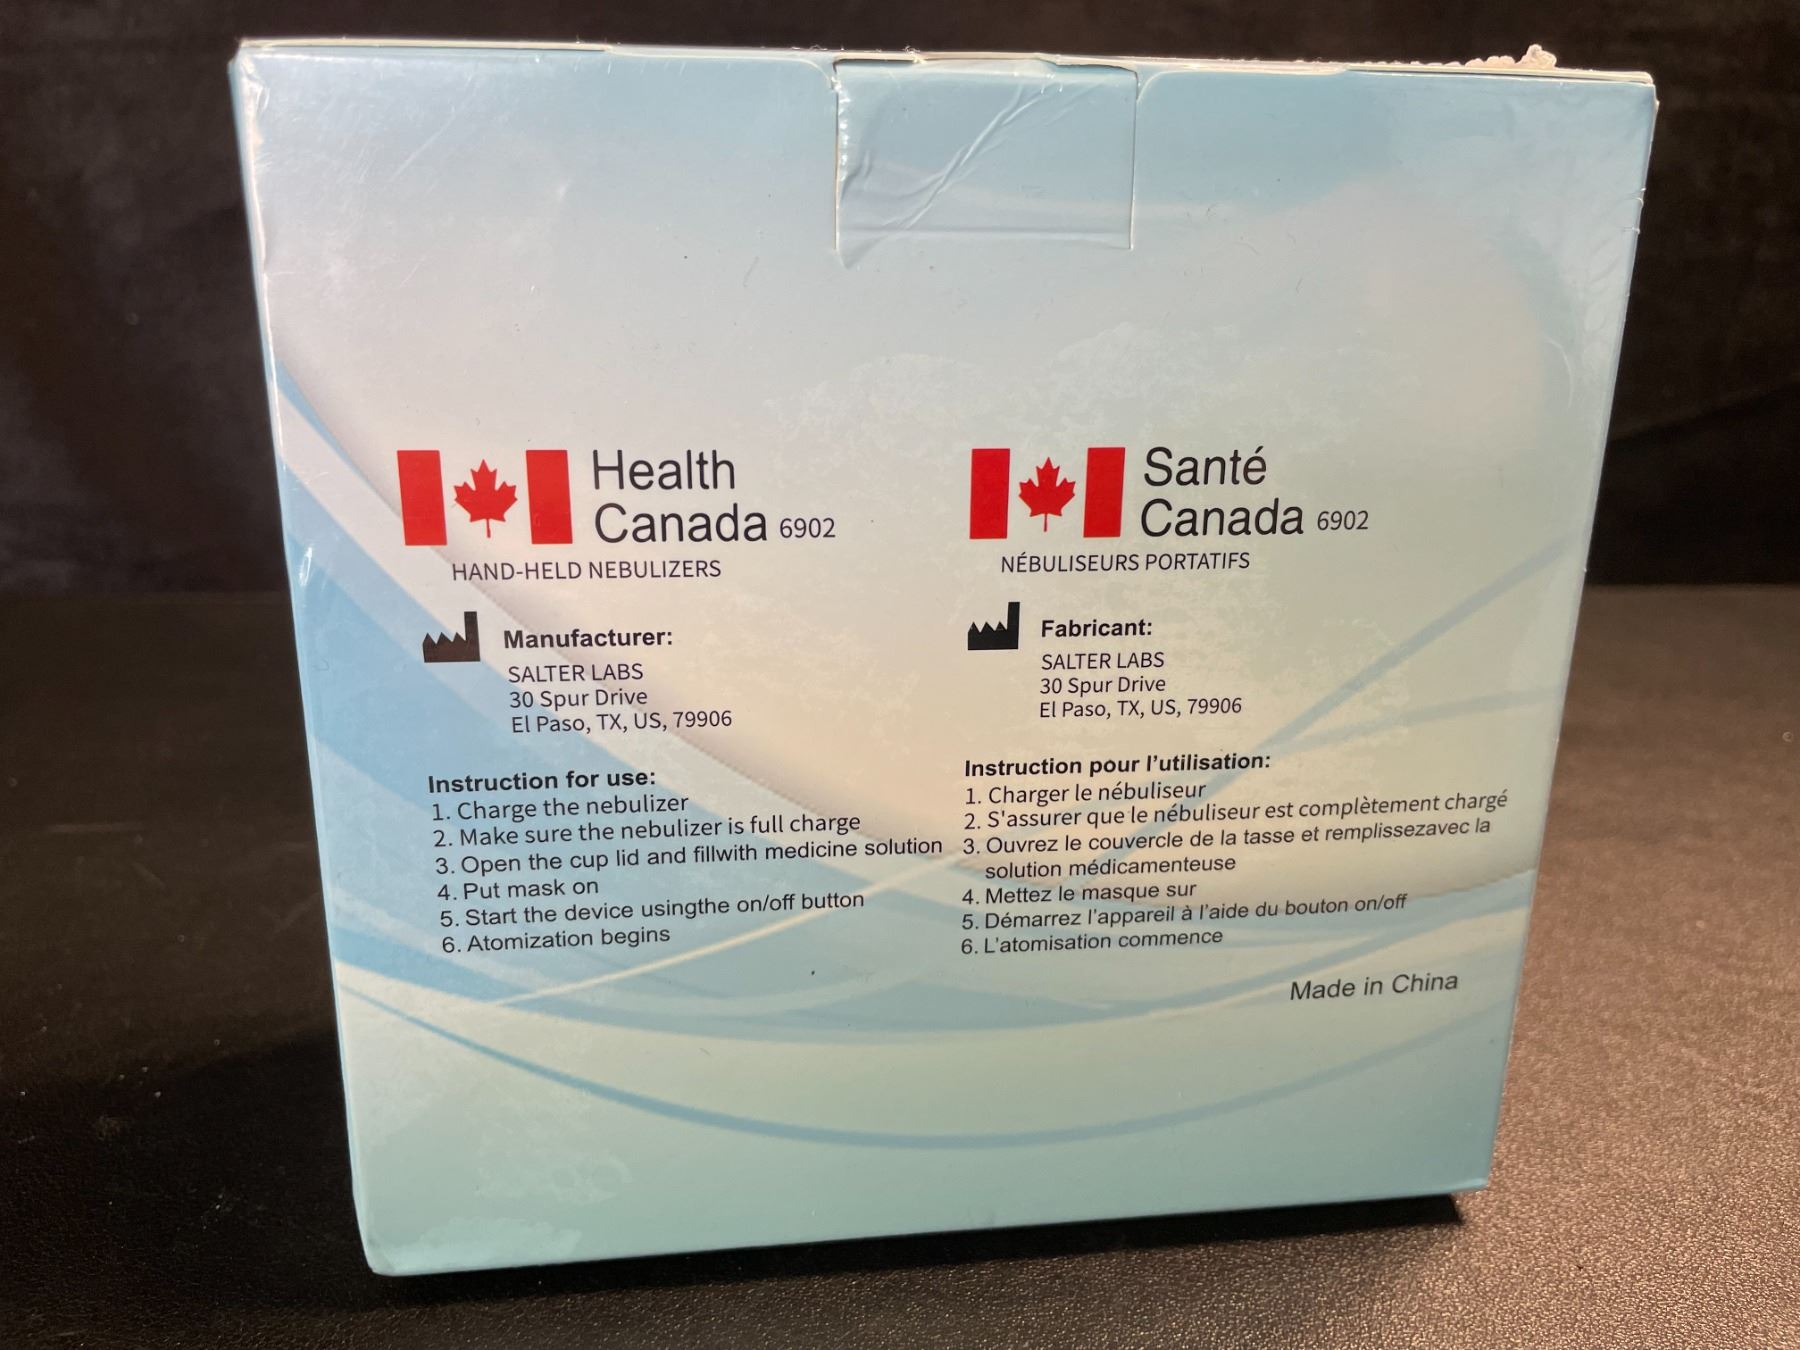 Health
Canada 6902
HAND-HELD NEBULIZERS
Manufacturer:
SALTER LABS
30 Spur Drive
El Paso, TX, US, 79906
Instruction for use:
1. Charge the nebulizer
2. Make sure the nebulizer is full charge
3. Open the cup lid and fillwith medicine solution
4. Put mask on
5. Start the device usingthe on/off button
6. Atomization begins
Santé
Canada 6902
NÉBULISEURS PORTATIFS
Fabricant:
SALTER LABS
30 Spur Drive
El Paso, TX, US, 79906
Instruction pour l'utilisation:
1. Charger le nébuliseur
2. S'assurer que le nébuliseur est complètement chargé
3. Ouvrez le couvercle de la tasse et remplissezavec la
solution médicamenteuse
4. Mettez le masque sur
5. Démarrez l'appareil à l'aide du bouton on/off
6. L'atomisation commence
Made in China